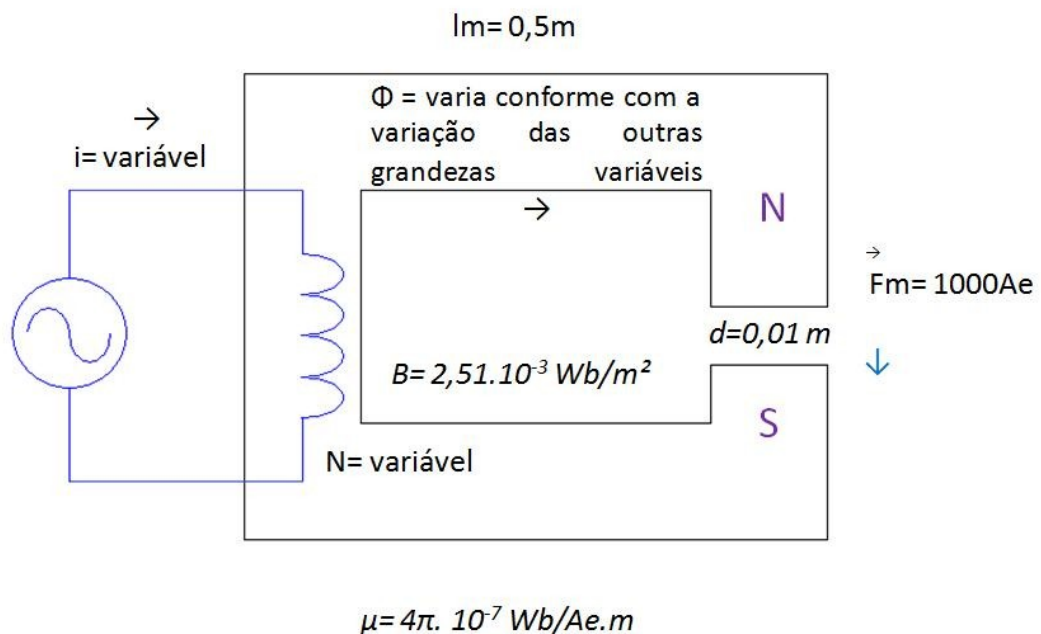 lm= 0,5m
Φ = varia conforme com a
variação das outras
grandezas variáveis
→
i= variável
→
N
→
Fm= 1000Ae
d=0,01 m
↓
B= 2,51.10⁻³ Wb/m²
S
N= variável
µ= 4π. 10⁻⁷ Wb/Ae.m